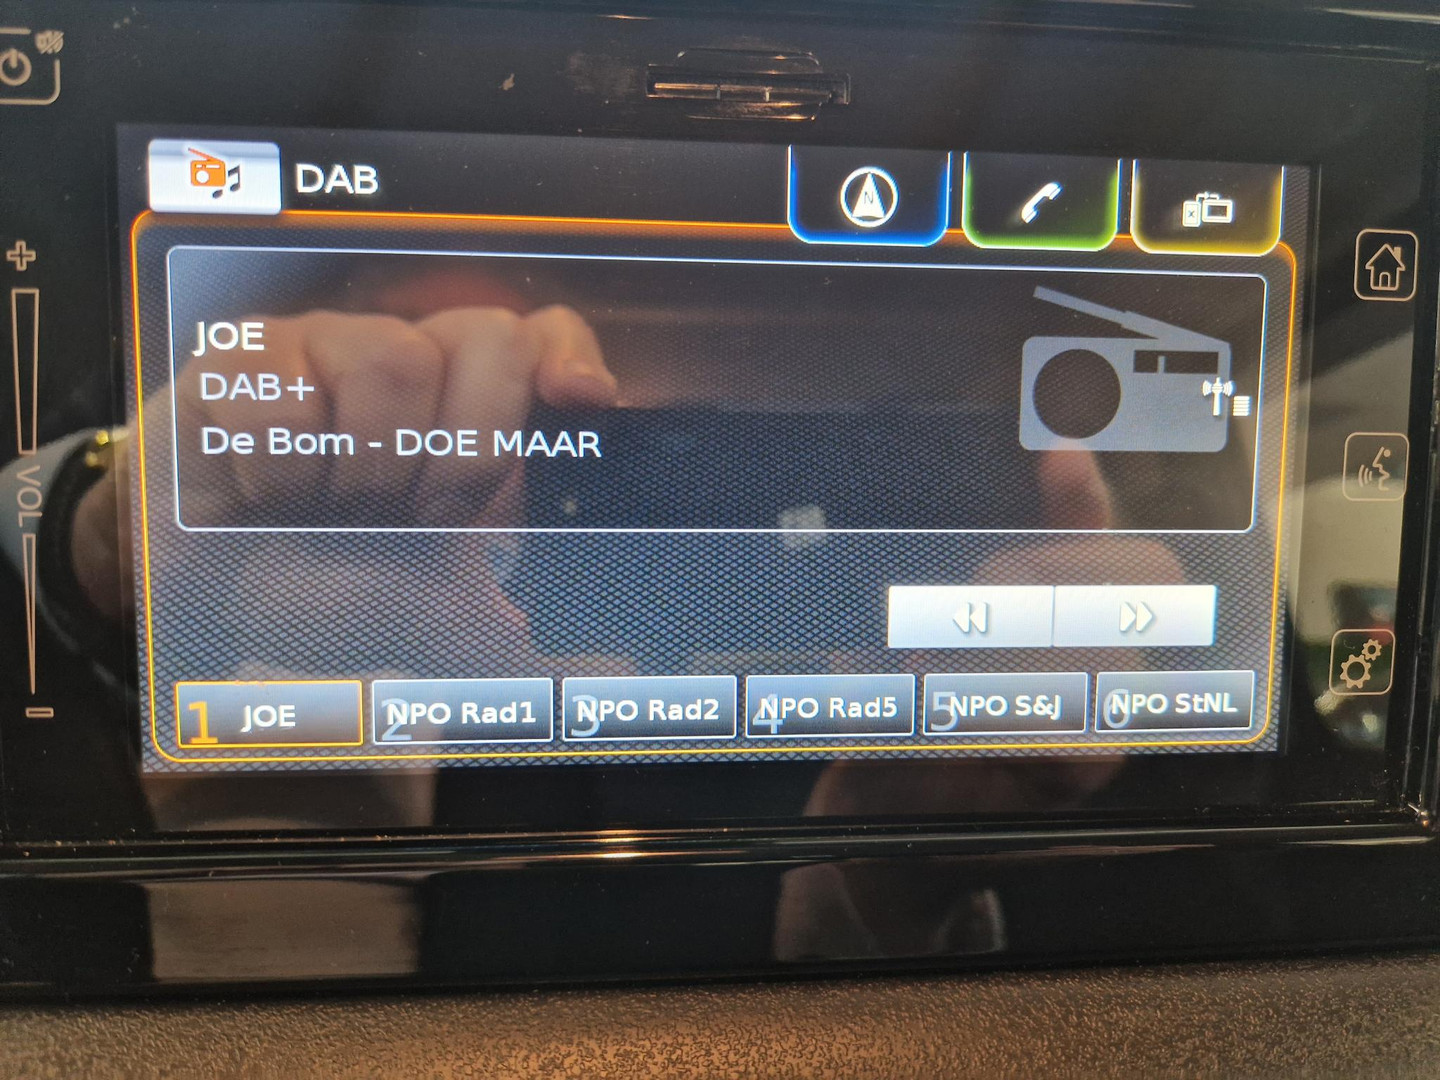 DAB
N
JOE
DAB+
De Bom - DOE MAAR
VOL
1 JOE
2 NPO Rad1
3 NPO Rad2
4 NPO Rad5
5 NPO S&J
6 NPO StNL